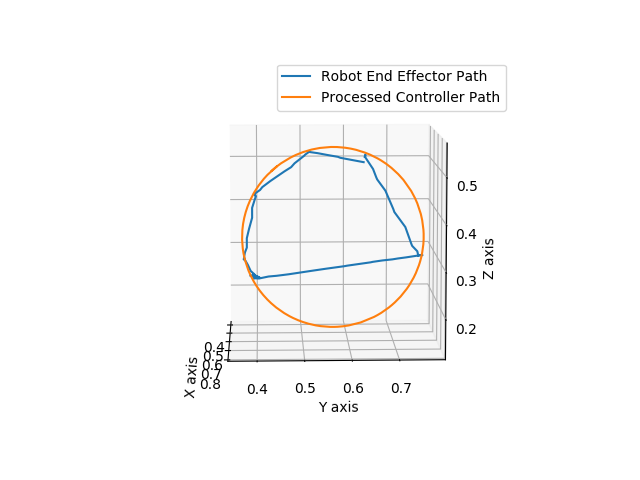 Robot End Effector Path
Processed Controller Path
0.5
0.4
0.3
0.2
Z axis
0.4
0.5
0.6
0.7
0.8
X axis
0.4
0.5
0.6
0.7
Y axis